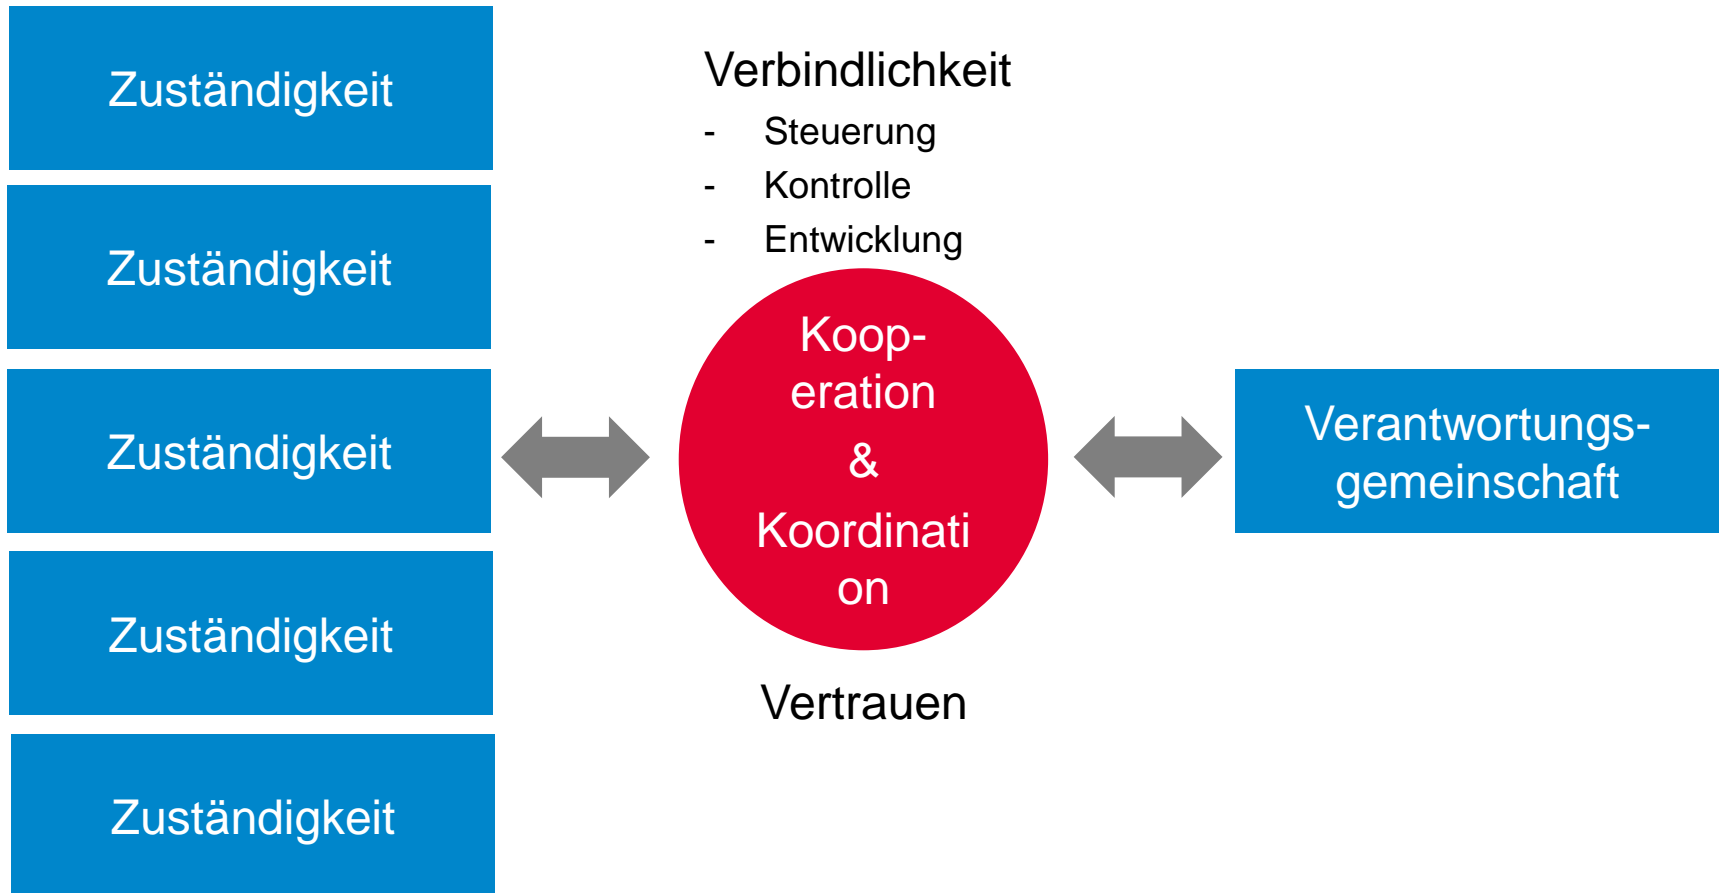 Zuständigkeit
Zuständigkeit
Zuständigkeit
Zuständigkeit
Zuständigkeit
Verbindlichkeit
- Steuerung
- Kontrolle
- Entwicklung
Koop-
eration
&
Koordinati
on
Vertrauen
Verantwortungs-
gemeinschaft